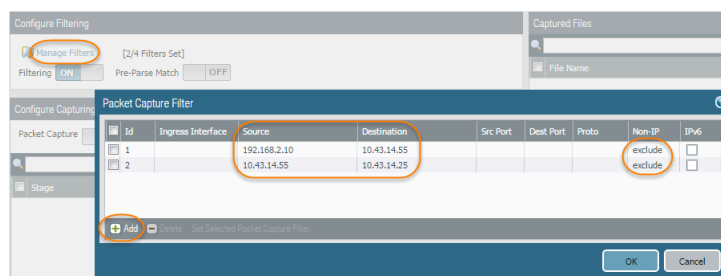 Configure Filtering
Captured Files
Manage Filters [2/4 Filters Set]
Filtering ON Pre-Parse Match OFF
File Name
Configure Capturing
Packet Capture Filter
Packet Capture
Id Ingress Interface Source Destination Src Port Dest Port Proto Non-IP IPv6
1 192.168.2.10 10.43.14.55 exclude
2 10.43.14.55 10.43.14.25 exclude
Stage
Add Delete Set Selected Packet Capture Filter
OK Cancel